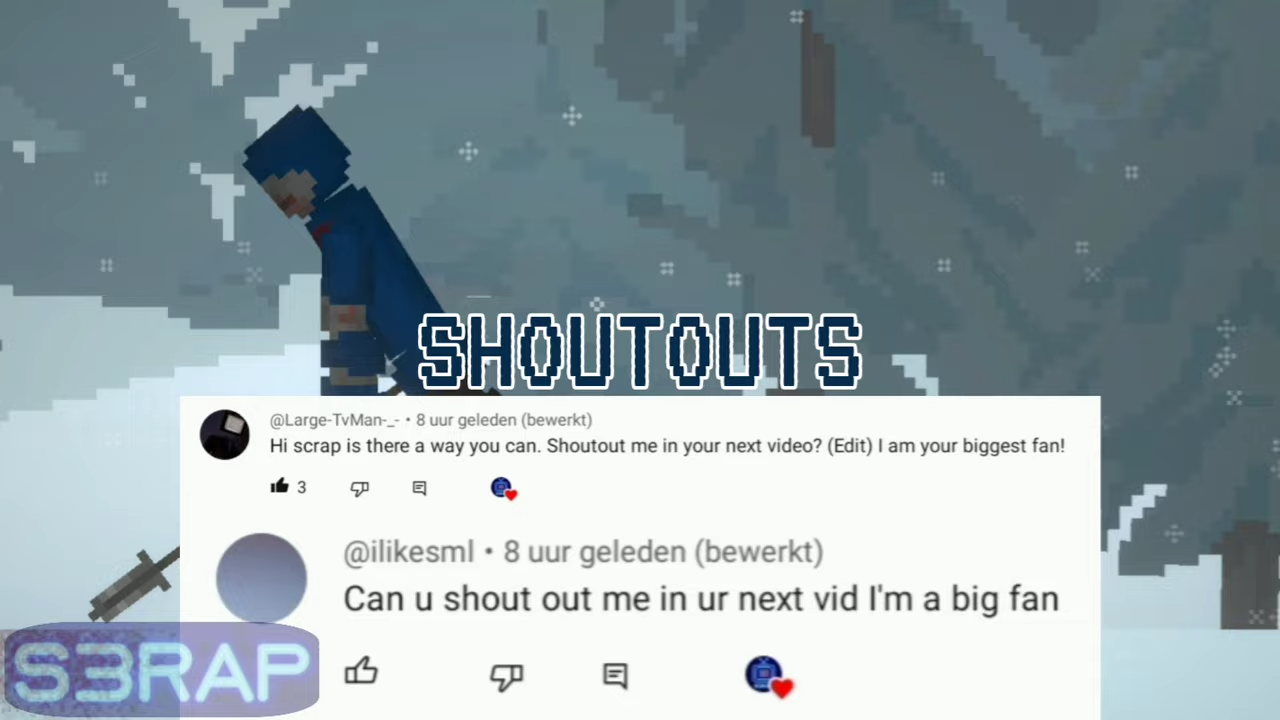 SHOUTOUTS
@Large-TvMan-_- • 8 uur geleden (bewerkt)
Hi scrap is there a way you can. Shoutout me in your next video? (Edit) I am your biggest fan!
3
@ilikesml • 8 uur geleden (bewerkt)
Can u shout out me in ur next vid I'm a big fan
S3RAP